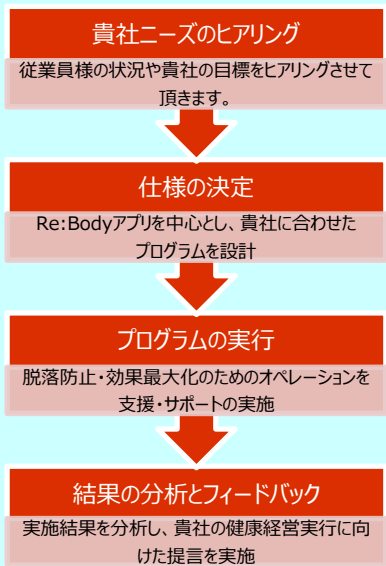 貴社ニーズのヒアリング
従業員様の状況や貴社の目標をヒアリングさせて
頂きます。
仕様の決定
Re:Bodyアプリを中心とし、貴社に合わせた
プログラムを設計
プログラムの実行
脱落防止・効果最大化のためのオペレーションを
支援・サポートの実施
結果の分析とフィードバック
実施結果を分析し、貴社の健康経営実行に向
けた提言を実施